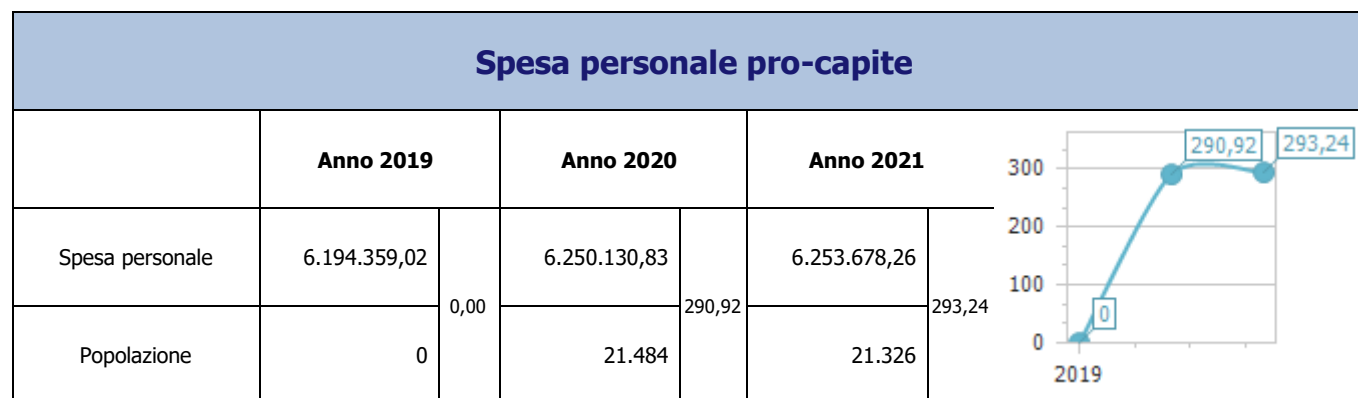 Spesa personale pro-capite
Anno 2019 Anno 2020 Anno 2021
Spesa personale 6.194.359,02 6.250.130,83 6.253.678,26
0,00 290,92 293,24
Popolazione 0 21.484 21.326
290,92 293,24
300
200
100
0
0
2019